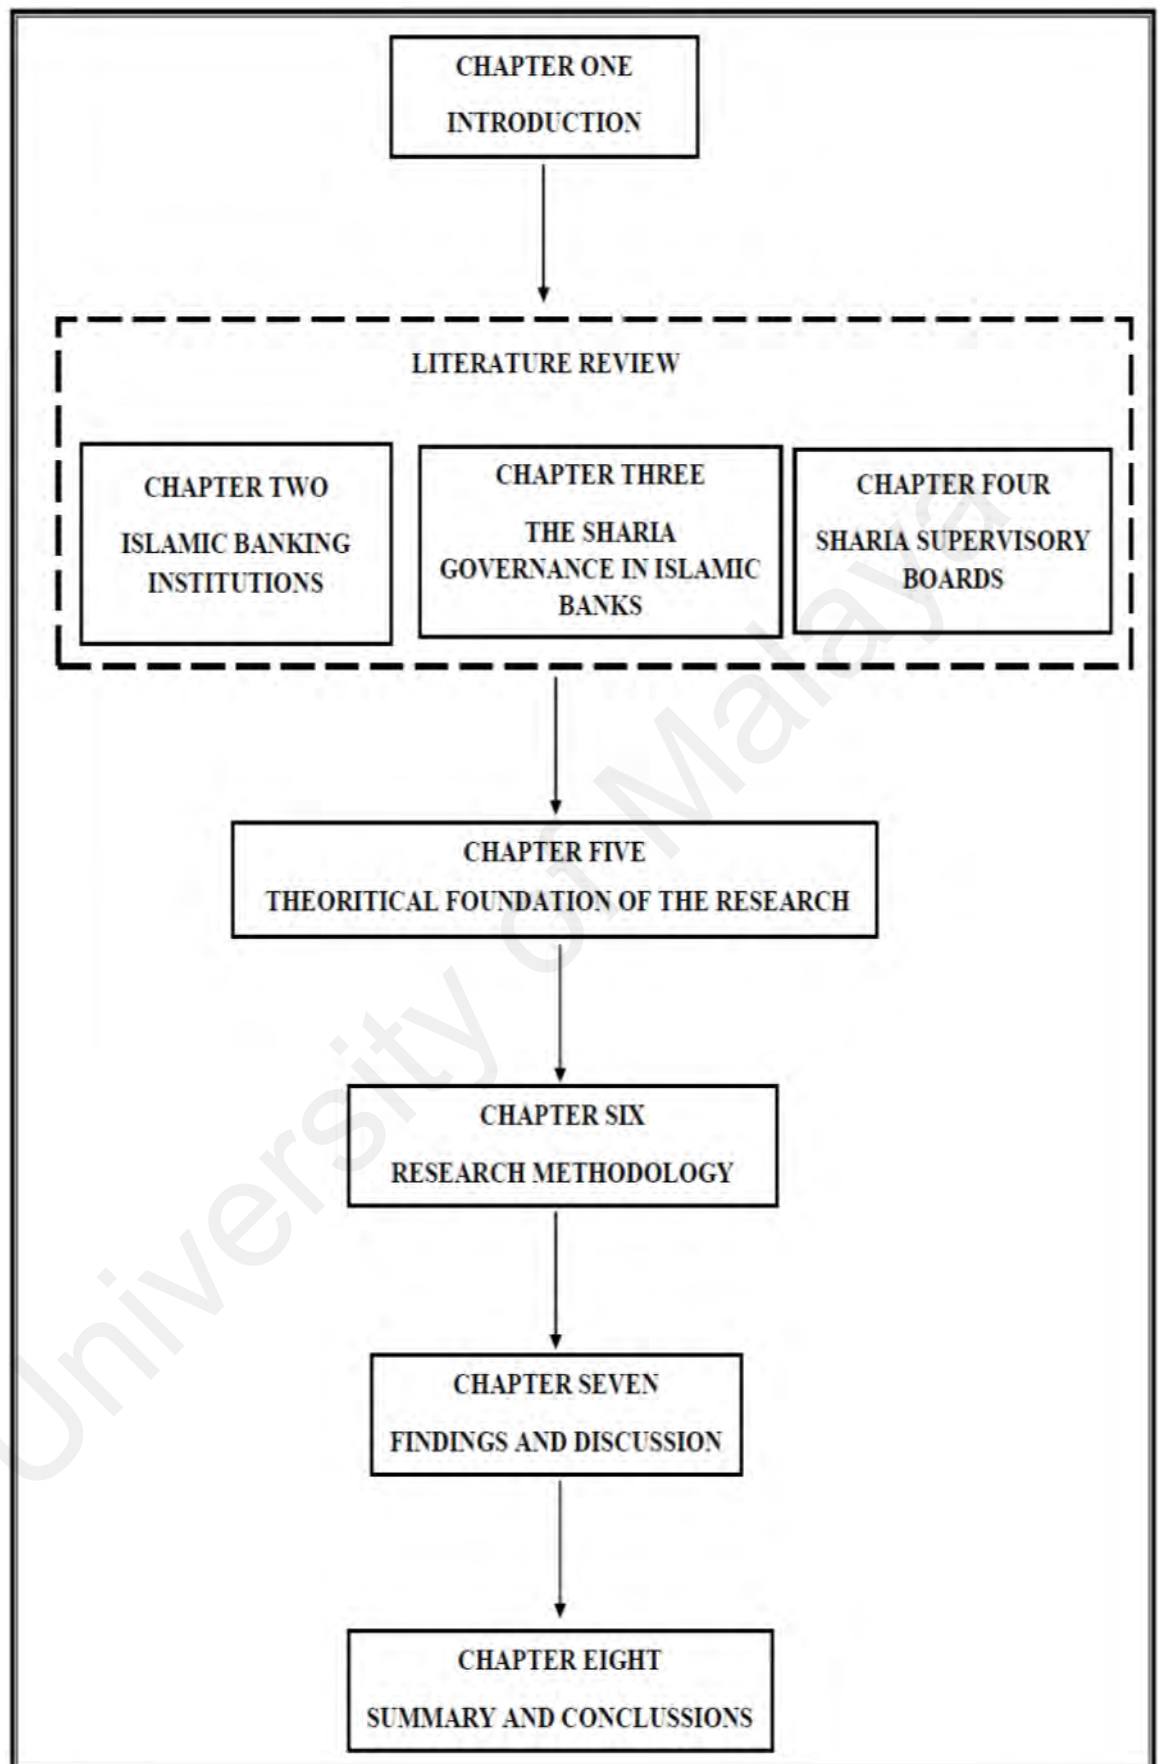 CHAPTER ONE
INTRODUCTION
LITERATURE REVIEW
CHAPTER TWO
ISLAMIC BANKING
INSTITUTIONS
CHAPTER THREE
THE SHARIA
GOVERNANCE IN ISLAMIC
BANKS
CHAPTER FOUR
SHARIA SUPERVISORY
BOARDS
CHAPTER FIVE
THEORITICAL FOUNDATION OF THE RESEARCH
CHAPTER SIX
RESEARCH METHODOLOGY
CHAPTER SEVEN
FINDINGS AND DISCUSSION
CHAPTER EIGHT
SUMMARY AND CONCLUSSIONS
University of Malaya